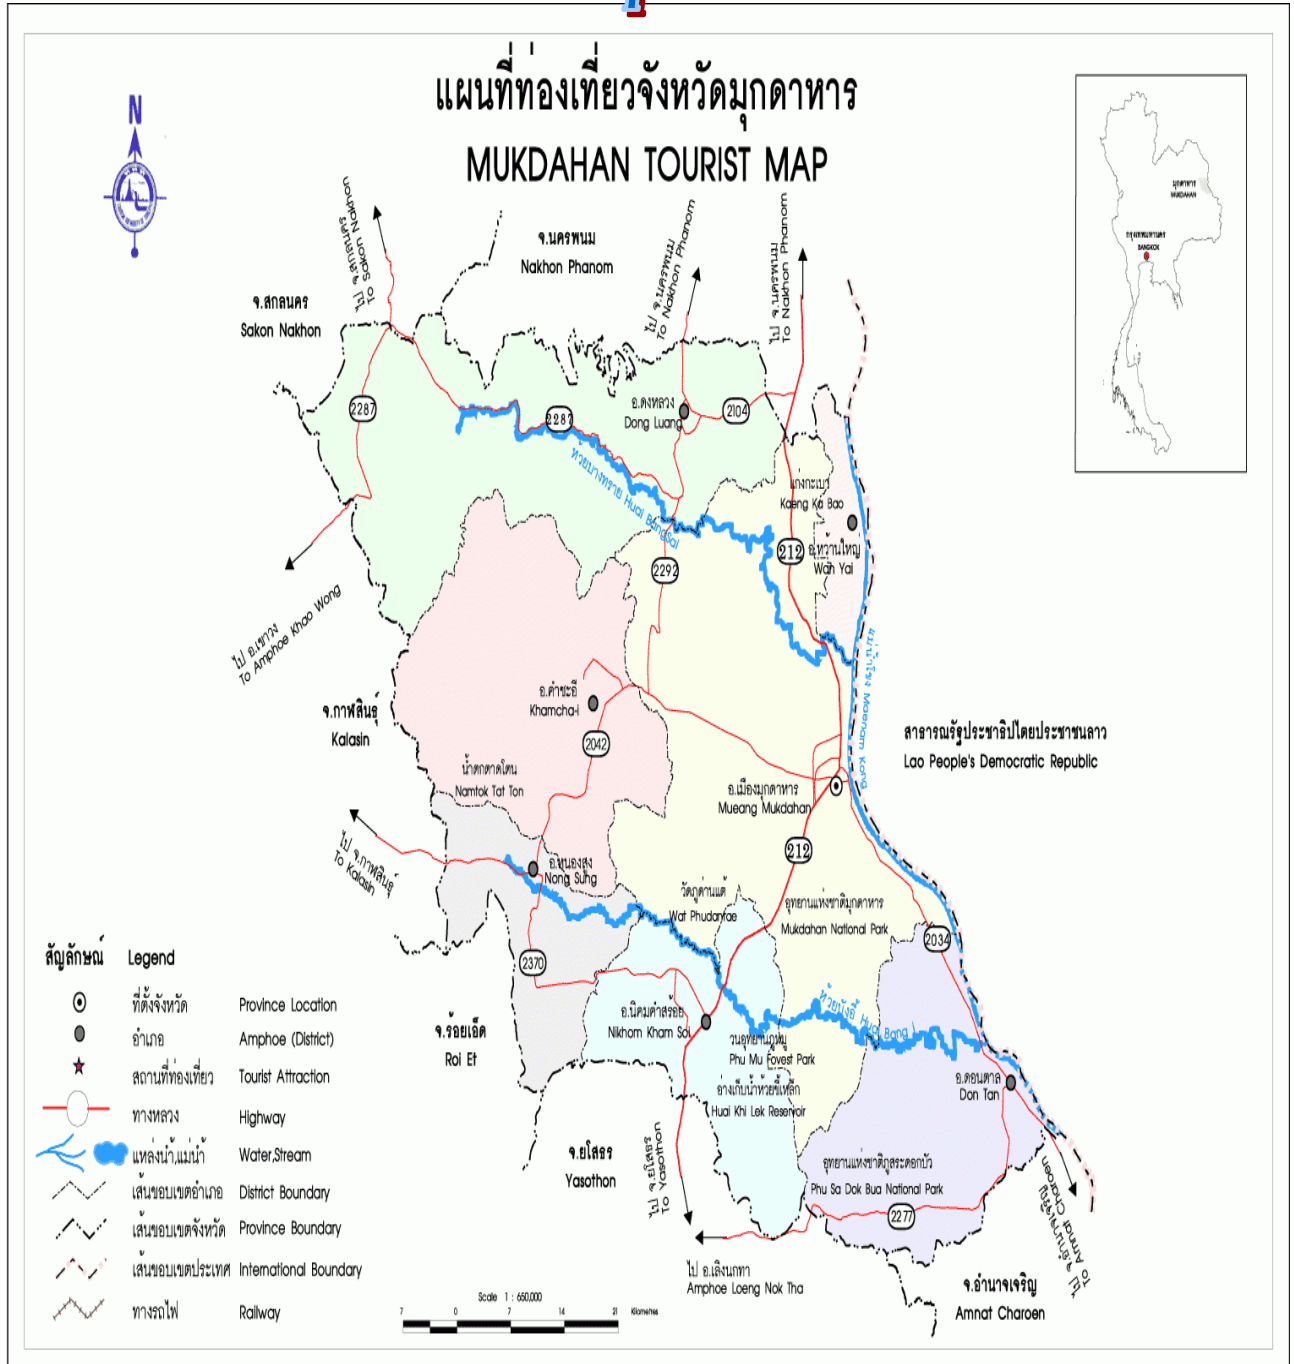 แผนที่ท่องเที่ยวจังหวัดมุกดาหาร
MUKDAHAN TOURIST MAP
N
มุกดาหาร
MUKDAHAN
กรุงเทพมหานคร
BANGKOK
ไป จ.สกลนคร
To Sakon Nakhon
จ.นครพนม
Nakhon Phanom
ไป จ.นครพนม
To Nakhon Phanom
ไป จ.นครพนม
To Nakhon Phanom
จ.สกลนคร
Sakon Nakhon
2287
2287
อ.ดงหลวง
Dong Luang
2104
ห้วยบางทราย Huai BangSai
แก่งกะเบา
Kaeng Ka Bao
212
อ.หว้านใหญ่
Wan Yai
2292
ไป อ.เขาวง
To Amphoe Khao Wong
แม่น้ำโขง Maenam Kong
อ.คำชะอี
Khamcha-i
จ.กาฬสินธุ์
Kalasin
2042
สาธารณรัฐประชาธิปไตยประชาชนลาว
Lao People's Democratic Republic
น้ำตกตาดโตน
Namtok Tat Ton
อ.เมืองมุกดาหาร
Mueang Mukdahan
ไป จ.กาฬสินธุ์
To Kalasin
212
อ.หนองสูง
Nong Sung
วัดภูด่านแต้
Wat Phudantae
อุทยานแห่งชาติมุกดาหาร
Mukdahan National Park
2034
2370
จ.ร้อยเอ็ด
Roi Et
อ.นิคมคำสร้อย
Nikhom Kham Soi
ห้วยบังอี้ Huai Bang I
วนอุทยานภูหมู
Phu Mu Fovest Park
อ่างเก็บน้ำห้วยขี้เหล็ก
Huai Khi Lek Reservoir
อ.ดอนตาล
Don Tan
จ.ยโสธร
Yasothon
ไป จ.ยโสธร
To Yasothon
อุทยานแห่งชาติภูสระดอกบัว
Phu Sa Dok Bua National Park
2277
ไป จ.อำนาจเจริญ
To Amnat Charoen
ไป อ.เลิงนกทา
Amphoe Loeng Nok Tha
จ.อำนาจเจริญ
Amnat Charoen
สัญลักษณ์ Legend
ที่ตั้งจังหวัด Province Location
อำเภอ Amphoe (District)
สถานที่ท่องเที่ยว Tourist Attraction
ทางหลวง Highway
แหล่งน้ำ,แม่น้ำ Water,Stream
เส้นขอบเขตอำเภอ District Boundary
เส้นขอบเขตจังหวัด Province Boundary
เส้นขอบเขตประเทศ International Boundary
ทางรถไฟ Railway
Scale 1 : 650,000
7 0 7 14 21 Kilometres